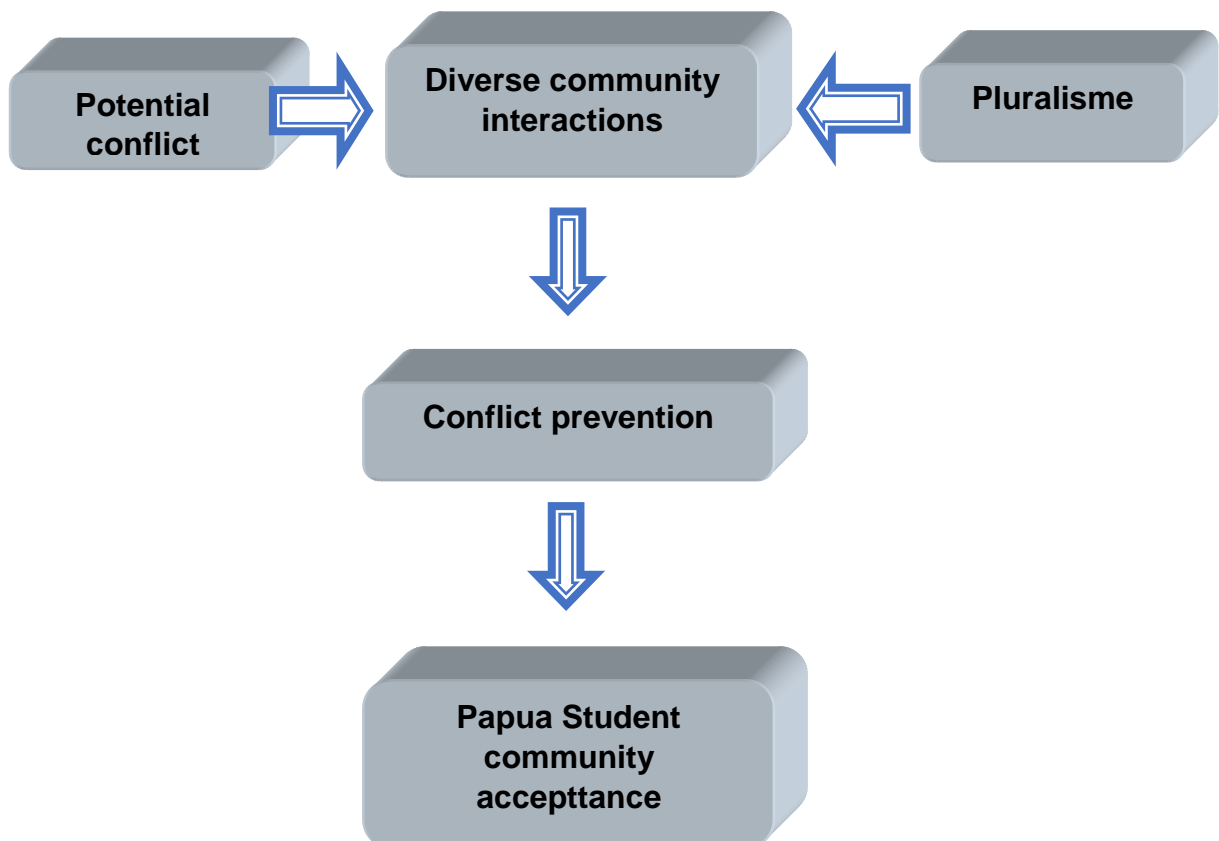 Potential
conflict
Diverse community
interactions
Pluralisme
Conflict prevention
Papua Student
community
accepttance